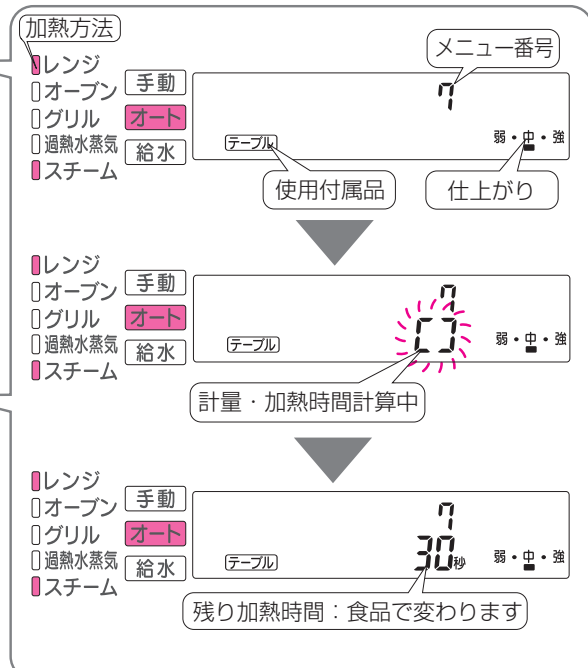 加熱方法
レンジ
オーブン
グリル
過熱水蒸気
スチーム
手動
オート
給水
メニュー番号
7
テーブル
弱・中・強
使用付属品
仕上がり
レンジ
オーブン
グリル
過熱水蒸気
スチーム
手動
オート
給水
7
テーブル
弱・中・強
計量・加熱時間計算中
レンジ
オーブン
グリル
過熱水蒸気
スチーム
手動
オート
給水
7
30秒
テーブル
弱・中・強
残り加熱時間：食品で変わります